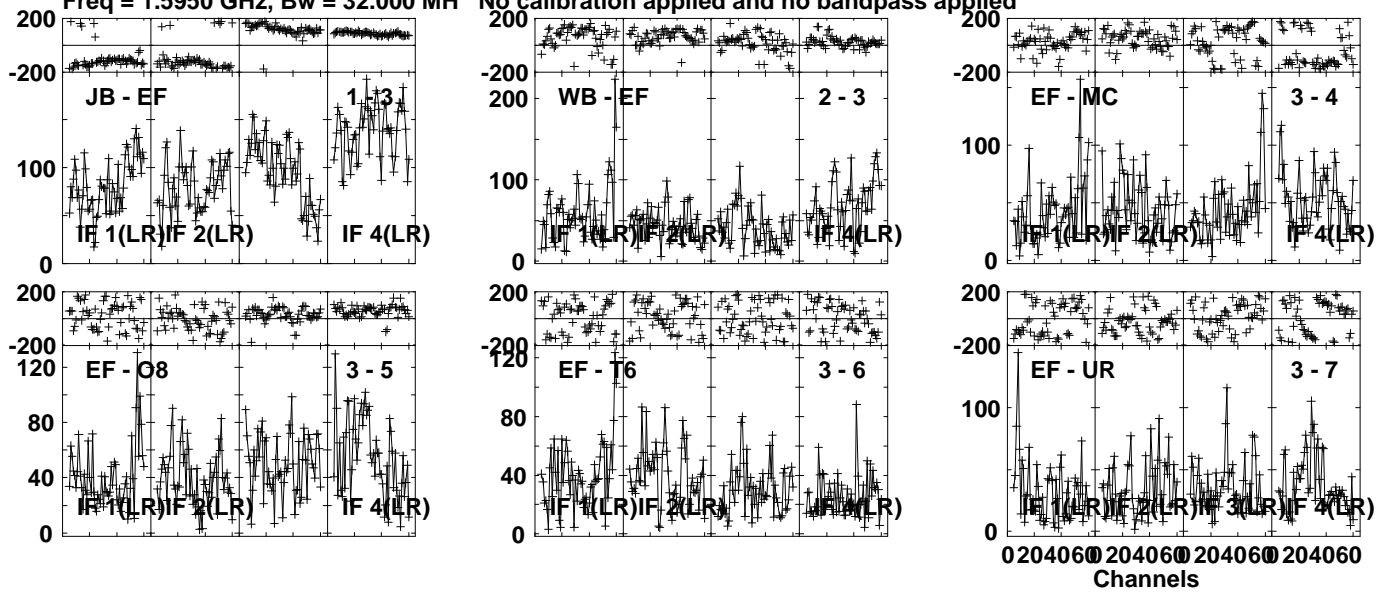 Freq = 1.5950 GHz, Bw = 32.000 MH No calibration applied and no bandpass applied
200
-200
JB - EF 1 - 3
100
0
IF 1(LR) IF 2(LR) IF 4(LR)
200
-200
WB - EF 2 - 3
200
100
0
IF 1(LR) IF 2(LR) IF 4(LR)
200
-200
EF - MC 3 - 4
100
0
IF 1(LR) IF 2(LR) IF 4(LR)
200
-200
EF - O8 3 - 5
120
80
40
0
IF 1(LR) IF 2(LR) IF 4(LR)
200
-200
EF - T6 3 - 6
120
80
40
0
IF 1(LR) IF 2(LR) IF 4(LR)
200
-200
EF - UR 3 - 7
100
0
IF 1(LR) IF 2(LR) IF 3(LR) IF 4(LR)
0 20 40 60 0 20 40 60 0 20 40 60 0 20 40 60
Channels